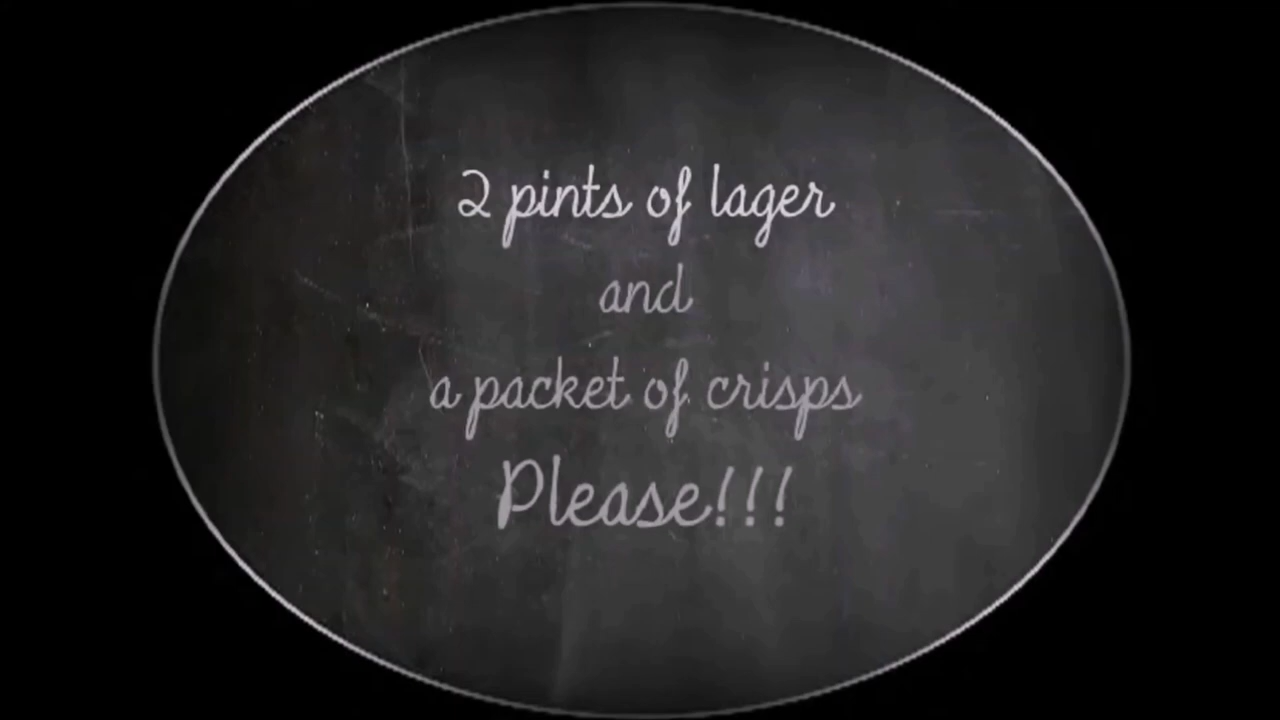 2 pints of lager
and
a packet of crisps
Please!!!